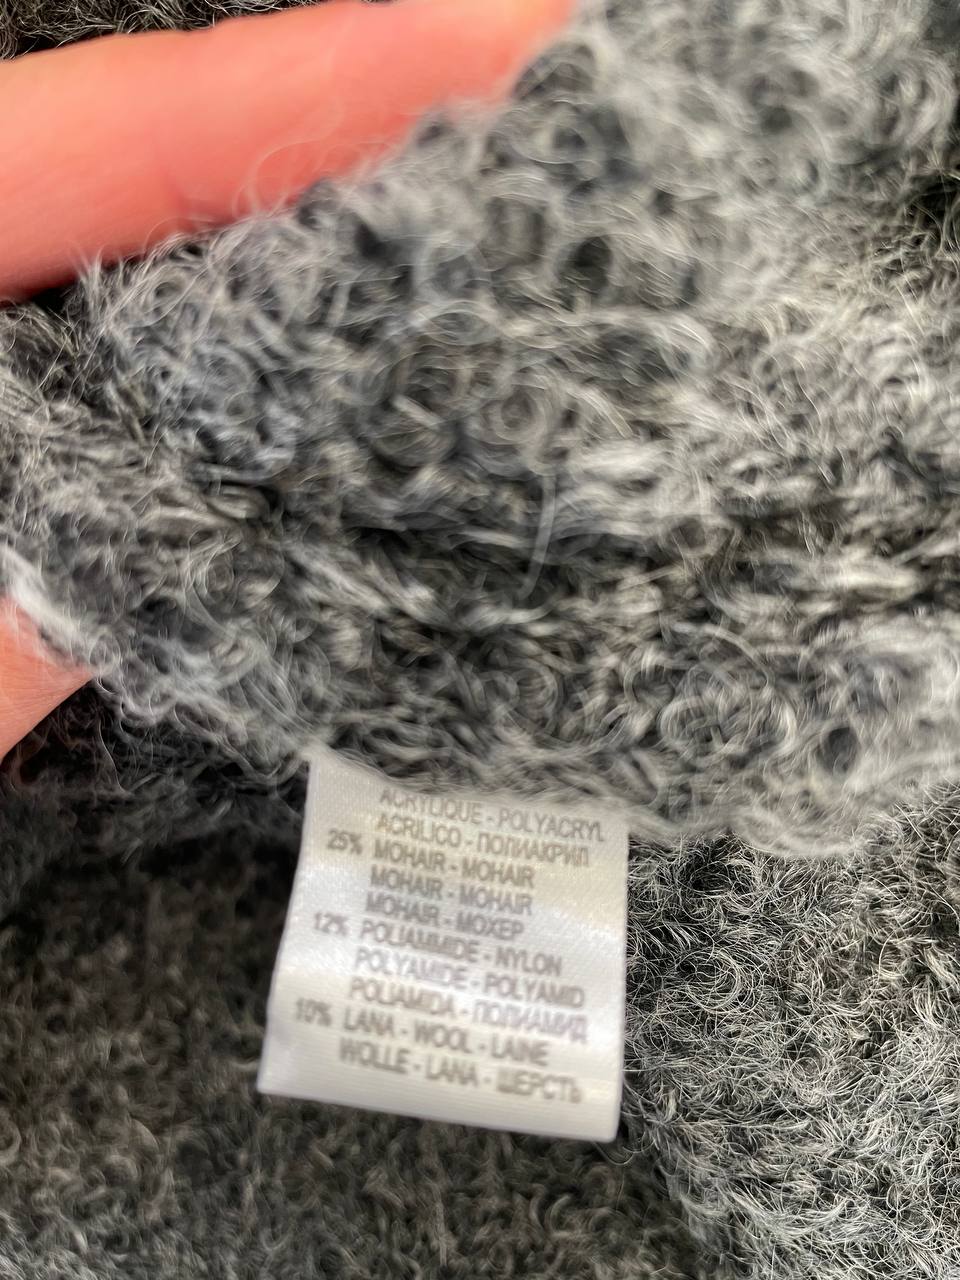 ACRYLIQUE - POLYACRYL
ACRILICO - ПОЛИАКРИЛ
25% MOHAIR - MOHAIR
MOHAIR - MOHAIR
MOHAIR - МОХЕР
12% POLIAMMIDE - NYLON
POLYAMIDE - POLYAMID
POLIAMIDA - ПОЛИАМИД
10% LANA - WOOL - LAINE
WOLLE - LANA - ШЕРСТЬ